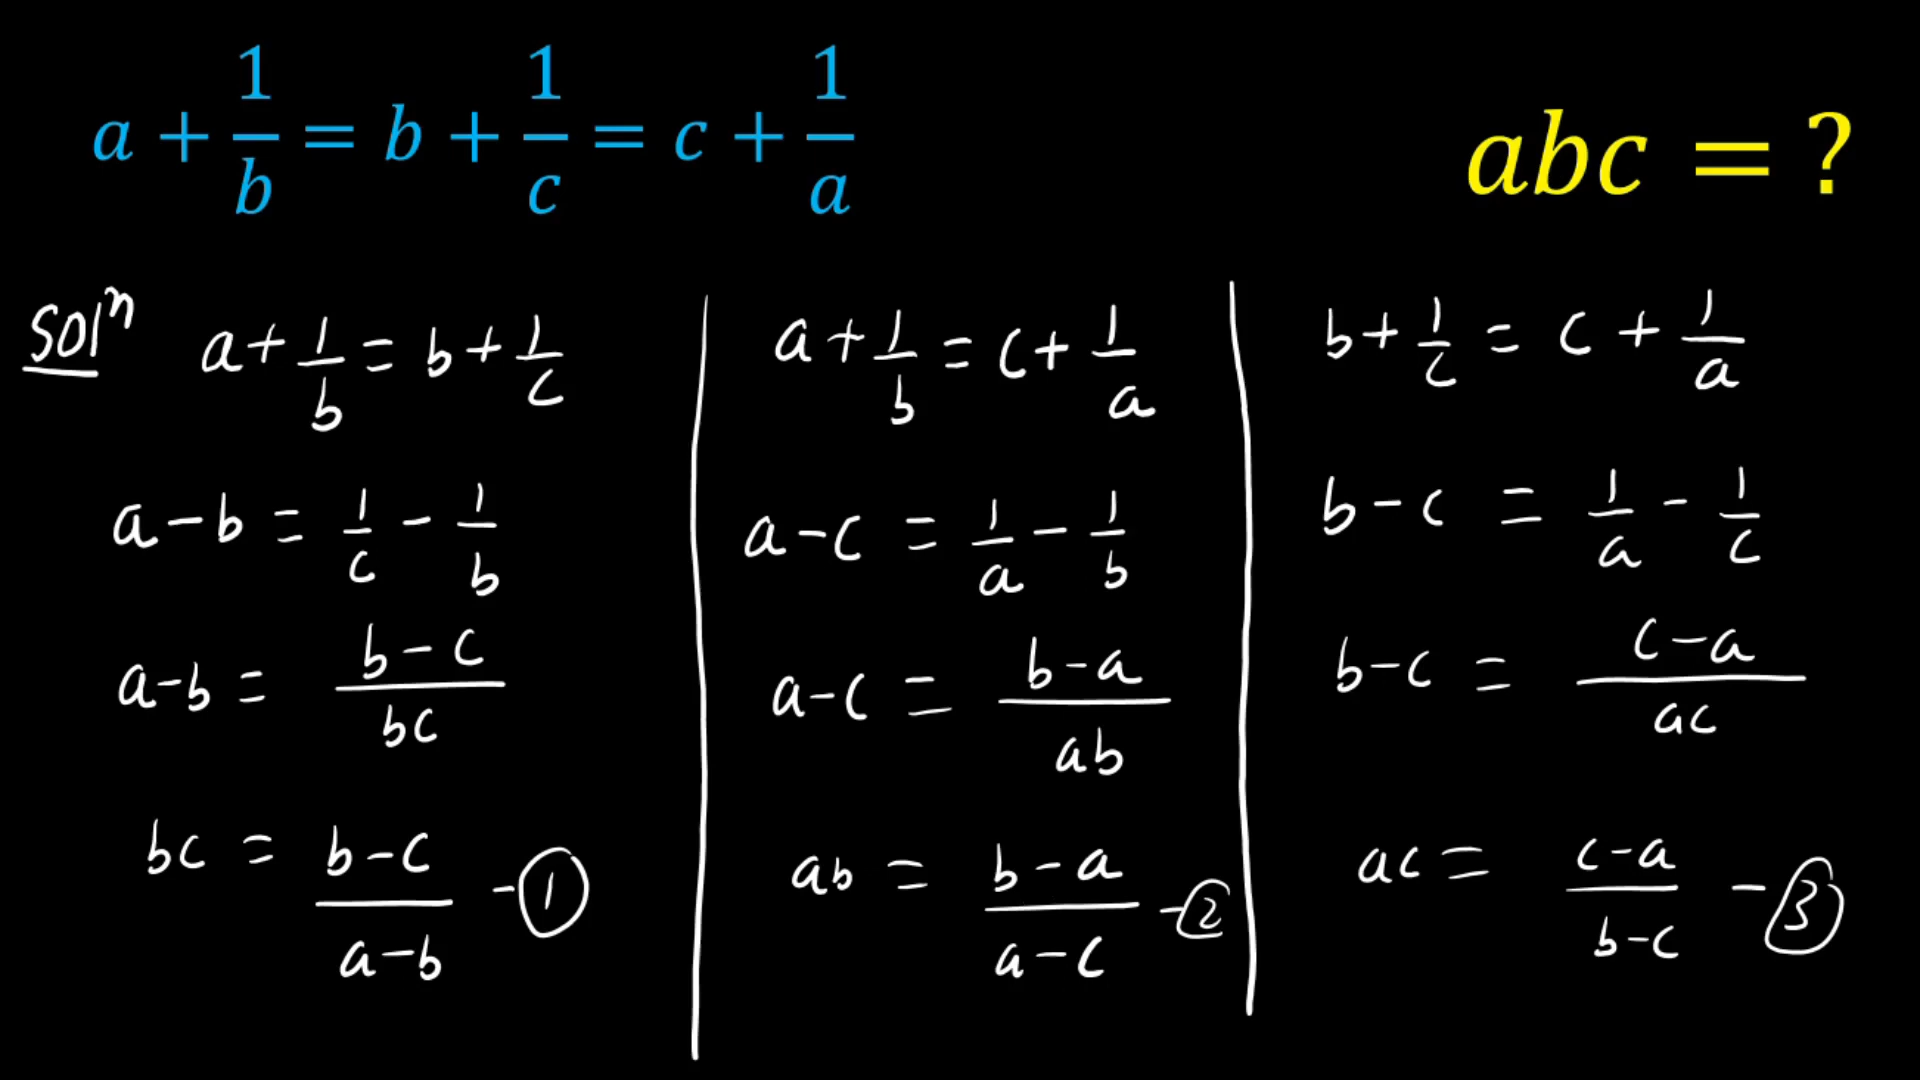 a + 1/b = b + 1/c = c + 1/a
abc = ?
Solⁿ
a + 1/b = b + 1/c
a - b = 1/c - 1/b
a - b = (b - c)/bc
bc = (b - c)/(a - b) - ①
a + 1/b = c + 1/a
a - c = 1/a - 1/b
a - c = (b - a)/ab
ab = (b - a)/(a - c) - ②
b + 1/c = c + 1/a
b - c = 1/a - 1/c
b - c = (c - a)/ac
ac = (c - a)/(b - c) - ③